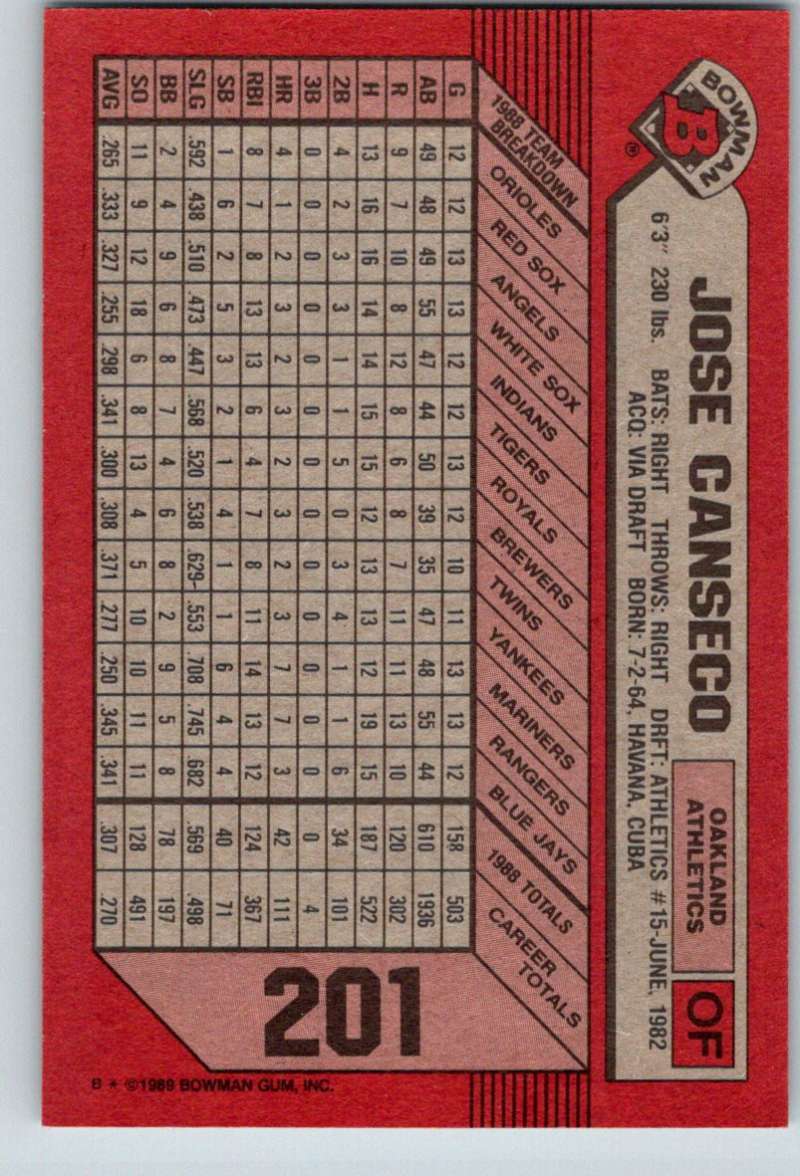 BOWMAN
B
®
JOSE CANSECO
OAKLAND
ATHLETICS
OF
6'3" 230 lbs. BATS: RIGHT THROWS: RIGHT DRFT: ATHLETICS #15-JUNE, 1982
ACQ: VIA DRAFT BORN: 7-2-64, HAVANA, CUBA
1988 TEAM
BREAKDOWN
ORIOLES
RED SOX
ANGELS
WHITE SOX
INDIANS
TIGERS
ROYALS
BREWERS
TWINS
YANKEES
MARINERS
RANGERS
BLUE JAYS
1988 TOTALS
CAREER
TOTALS
G 12 12 13 13 12 12 13 12 10 11 13 13 12 158 503
AB 49 48 49 55 47 44 50 39 35 47 48 55 44 610 1936
R 9 7 10 8 12 8 6 8 7 11 11 13 10 120 302
H 13 16 16 14 14 15 15 12 13 13 12 19 15 187 522
2B 4 2 3 3 1 1 5 0 3 4 1 1 6 34 101
3B 0 0 0 0 0 0 0 0 0 0 0 0 0 0 4
HR 4 1 2 3 2 3 2 3 2 3 7 7 3 42 111
RBI 8 7 8 13 13 6 4 7 8 11 14 13 12 124 367
SB 1 6 2 5 3 2 1 4 1 1 6 4 4 40 71
SLG .592 .438 .510 .473 .447 .568 .520 .538 .629- .553 .708 .745 .682 .569 .498
BB 2 4 9 6 8 7 4 6 8 2 9 5 8 78 197
SO 11 9 12 18 6 8 13 4 5 10 10 11 11 128 491
AVG .265 .333 .327 .255 .298 .341 .300 .308 .371 .277 .250 .345 .341 .307 .270
201
B * ©1989 BOWMAN GUM, INC.